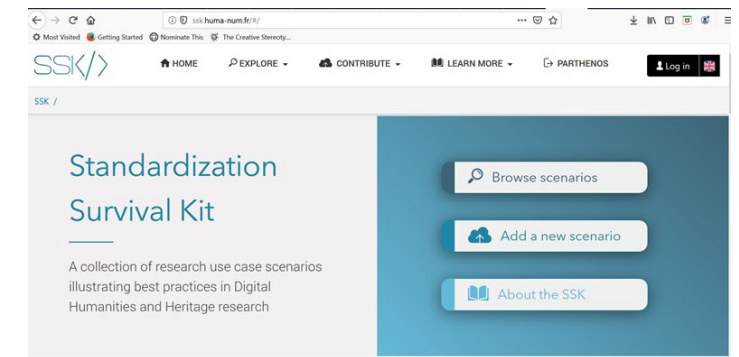 ssk.huma-num.fr/#/
Most Visited Getting Started Nominate This The Creative Stereoty...
SSK</> HOME EXPLORE CONTRIBUTE LEARN MORE PARTHENOS Log in
SSK /
Standardization
Survival Kit
A collection of research use case scenarios
illustrating best practices in Digital
Humanities and Heritage research
Browse scenarios
Add a new scenario
About the SSK